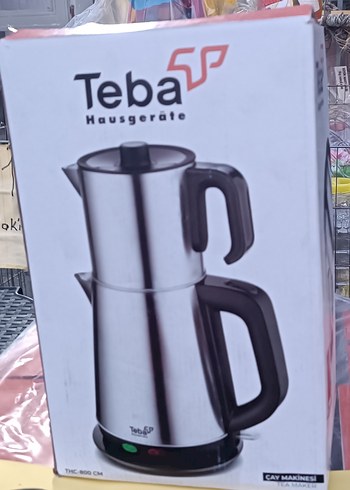 Teba
Hausgeräte
Teba
THC-800 CM
ÇAY MAKİNESİ
TEA MAKER